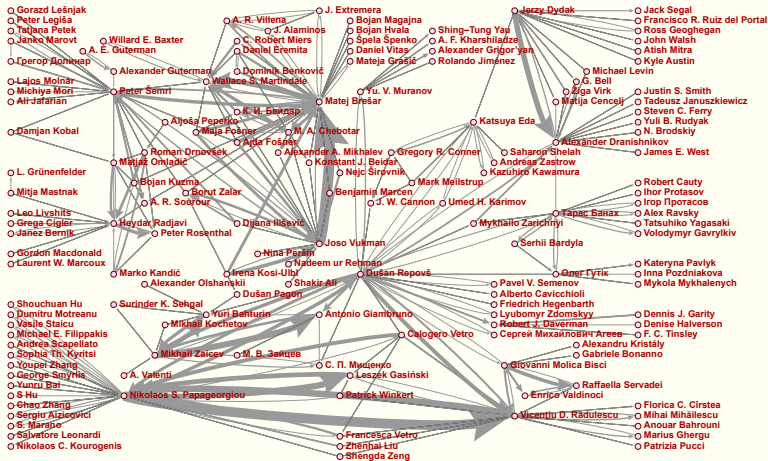 Gorazd Lešnjak
Peter Legiša
Tatjana Petek
Janko Marovt
Грегор Долинар
Lajos Molnár
Michiya Mori
Ali Jafarian
Damjan Kobal
L. Grünenfelder
Mitja Mastnak
Leo Livshits
Grega Cigler
Janez Bernik
Gordon Macdonald
Laurent W. Marcoux
Shouchuan Hu
Dumitru Motreanu
Vasile Staicu
Michael E. Filippakis
Andrea Scapellato
Sophia Th. Kyritsi
Youpei Zhang
George Smyrlis
Yunru Bai
S Hu
Chao Zhang
Sergiu Aizicovici
S. Marano
Salvatore Leonardi
Nikolaos C. Kourogenis
Willard E. Baxter
A. E. Guterman
Alexander Guterman
Peter Šemrl
Aljoša Peperko
Maja Fošner
Roman Drnovšek
Matjaž Omladič
Bojan Kuzma
Borut Zalar
A. R. Sourour
Heydar Radjavi
Peter Rosenthal
Dijana Ilišević
Marko Kandić
Alexander Olshanskii
Irena Kosi-Ulbl
Dušan Pagon
Surinder K. Sehgal
Yuri Bahturin
Mikhail Kochetov
Mikhail Zaicev
М. В. Зайцев
A. Valenti
Nikolaos S. Papageorgiou
A. R. Villena
J. Alaminos
C. Robert Miers
Daniel Eremita
Dominik Benkovič
Wallace S. Martindale
К. И. Бейдар
M. A. Chebotar
Ajda Fošner
Alexander A. Mikhalev
Konstant J. Beidar
Nejc Širovnik
Benjamin Marcen
J. Extremera
Bojan Magajna
Bojan Hvala
Špela Špenko
Daniel Vitas
Mateja Grašič
Matej Brešar
Yu. V. Muranov
Shing–Tung Yau
A. F. Kharshiladze
Alexander Grigor'yan
Rolando Jimenez
Katsuya Eda
Gregory R. Conner
Mark Meilstrup
J. W. Cannon
Umed H. Karimov
Saharon Shelah
Andreas Zastrow
Kazuhiro Kawamura
Joso Vukman
Nina Peršin
Nadeem ur Rehman
Shakir Ali
Dušan Repovš
Mykhailo Zarichnyi
Serhii Bardyla
Antonio Giambruno
Calogero Vetro
С. П. Мищенко
Leszek Gasiński
Patrick Winkert
Francesca Vetro
Zhenhai Liu
Shengda Zeng
Jerzy Dydak
Jack Segal
Francisco R. Ruiz del Portal
Ross Geoghegan
John Walsh
Atish Mitra
Kyle Austin
Michael Levin
G. Bell
Žiga Virk
Matija Cencelj
Alexander Dranishnikov
Justin S. Smith
Tadeusz Januszkiewicz
Steven C. Ferry
Yuli B. Rudyak
N. Brodskiy
James E. West
Robert Cauty
Ihor Protasov
Ігор Протасов
Alex Ravsky
Tatsuhiko Yagasaki
Volodymyr Gavrylkiv
Тарас Банах
Олег Гутік
Kateryna Pavlyk
Inna Pozdniakova
Mykola Mykhalenych
Pavel V. Semenov
Alberto Cavicchioli
Friedrich Hegenbarth
Lyubomyr Zdomskyy
Robert J. Daverman
Сергей Михайлович Агеев
Dennis J. Garity
Denise Halverson
F. C. Tinsley
Alexandru Kristály
Gabriele Bonanno
Giovanni Molica Bisci
Raffaella Servadei
Enrico Valdinoci
Vicenţiu D. Rădulescu
Florica C. Cîrstea
Mihai Mihăilescu
Anouar Bahrouni
Marius Ghergu
Patrizia Pucci